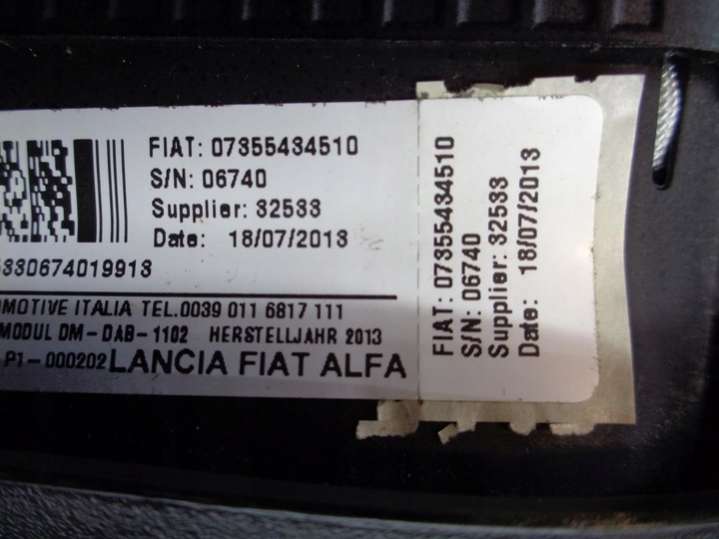 FIAT: 07355434510
S/N: 06740
Supplier: 32533
Date: 18/07/2013
330674019913
OMOTIVE ITALIA TEL.0039 011 6817 111
MODUL DM-DAB-1102 HERSTELLJAHR 2013
P1-000202 LANCIA FIAT ALFA
FIAT: 07355434510
S/N: 06740
Supplier: 32533
Date: 18/07/2013